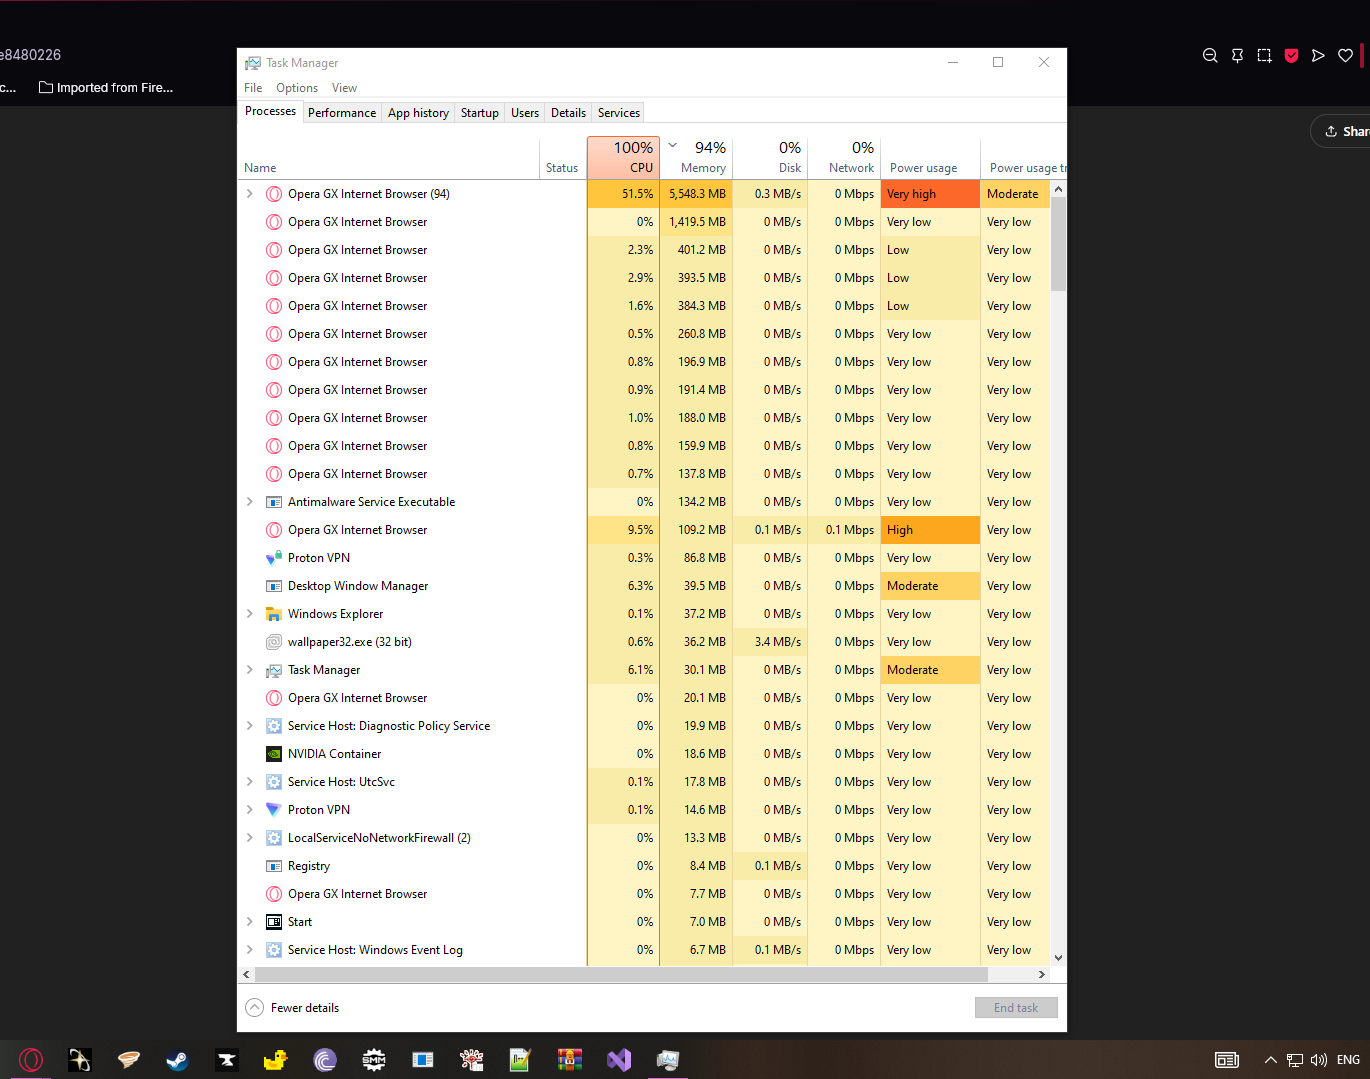 e8480226
c...
Imported from Fire...
Shar
Task Manager
File Options View
Processes Performance App history Startup Users Details Services
100% 94% 0% 0%
Name Status CPU Memory Disk Network Power usage Power usage tr
Opera GX Internet Browser (94) 51.5% 5,548.3 MB 0.3 MB/s 0 Mbps Very high Moderate
Opera GX Internet Browser 0% 1,419.5 MB 0 MB/s 0 Mbps Very low Very low
Opera GX Internet Browser 2.3% 401.2 MB 0 MB/s 0 Mbps Low Very low
Opera GX Internet Browser 2.9% 393.5 MB 0 MB/s 0 Mbps Low Very low
Opera GX Internet Browser 1.6% 384.3 MB 0 MB/s 0 Mbps Low Very low
Opera GX Internet Browser 0.5% 260.8 MB 0 MB/s 0 Mbps Very low Very low
Opera GX Internet Browser 0.8% 196.9 MB 0 MB/s 0 Mbps Very low Very low
Opera GX Internet Browser 0.9% 191.4 MB 0 MB/s 0 Mbps Very low Very low
Opera GX Internet Browser 1.0% 188.0 MB 0 MB/s 0 Mbps Very low Very low
Opera GX Internet Browser 0.8% 159.9 MB 0 MB/s 0 Mbps Very low Very low
Opera GX Internet Browser 0.7% 137.8 MB 0 MB/s 0 Mbps Very low Very low
Antimalware Service Executable 0% 134.2 MB 0 MB/s 0 Mbps Very low Very low
Opera GX Internet Browser 9.5% 109.2 MB 0.1 MB/s 0.1 Mbps High Very low
Proton VPN 0.3% 86.8 MB 0 MB/s 0 Mbps Very low Very low
Desktop Window Manager 6.3% 39.5 MB 0 MB/s 0 Mbps Moderate Very low
Windows Explorer 0.1% 37.2 MB 0 MB/s 0 Mbps Very low Very low
wallpaper32.exe (32 bit) 0.6% 36.2 MB 3.4 MB/s 0 Mbps Very low Very low
Task Manager 6.1% 30.1 MB 0 MB/s 0 Mbps Moderate Very low
Opera GX Internet Browser 0% 20.1 MB 0 MB/s 0 Mbps Very low Very low
Service Host: Diagnostic Policy Service 0% 19.9 MB 0 MB/s 0 Mbps Very low Very low
NVIDIA Container 0% 18.6 MB 0 MB/s 0 Mbps Very low Very low
Service Host: UtcSvc 0.1% 17.8 MB 0 MB/s 0 Mbps Very low Very low
Proton VPN 0.1% 14.6 MB 0 MB/s 0 Mbps Very low Very low
LocalServiceNoNetworkFirewall (2) 0% 13.3 MB 0 MB/s 0 Mbps Very low Very low
Registry 0% 8.4 MB 0.1 MB/s 0 Mbps Very low Very low
Opera GX Internet Browser 0% 7.7 MB 0 MB/s 0 Mbps Very low Very low
Start 0% 7.0 MB 0 MB/s 0 Mbps Very low Very low
Service Host: Windows Event Log 0% 6.7 MB 0.1 MB/s 0 Mbps Very low Very low
Fewer details End task
SMM
ENG